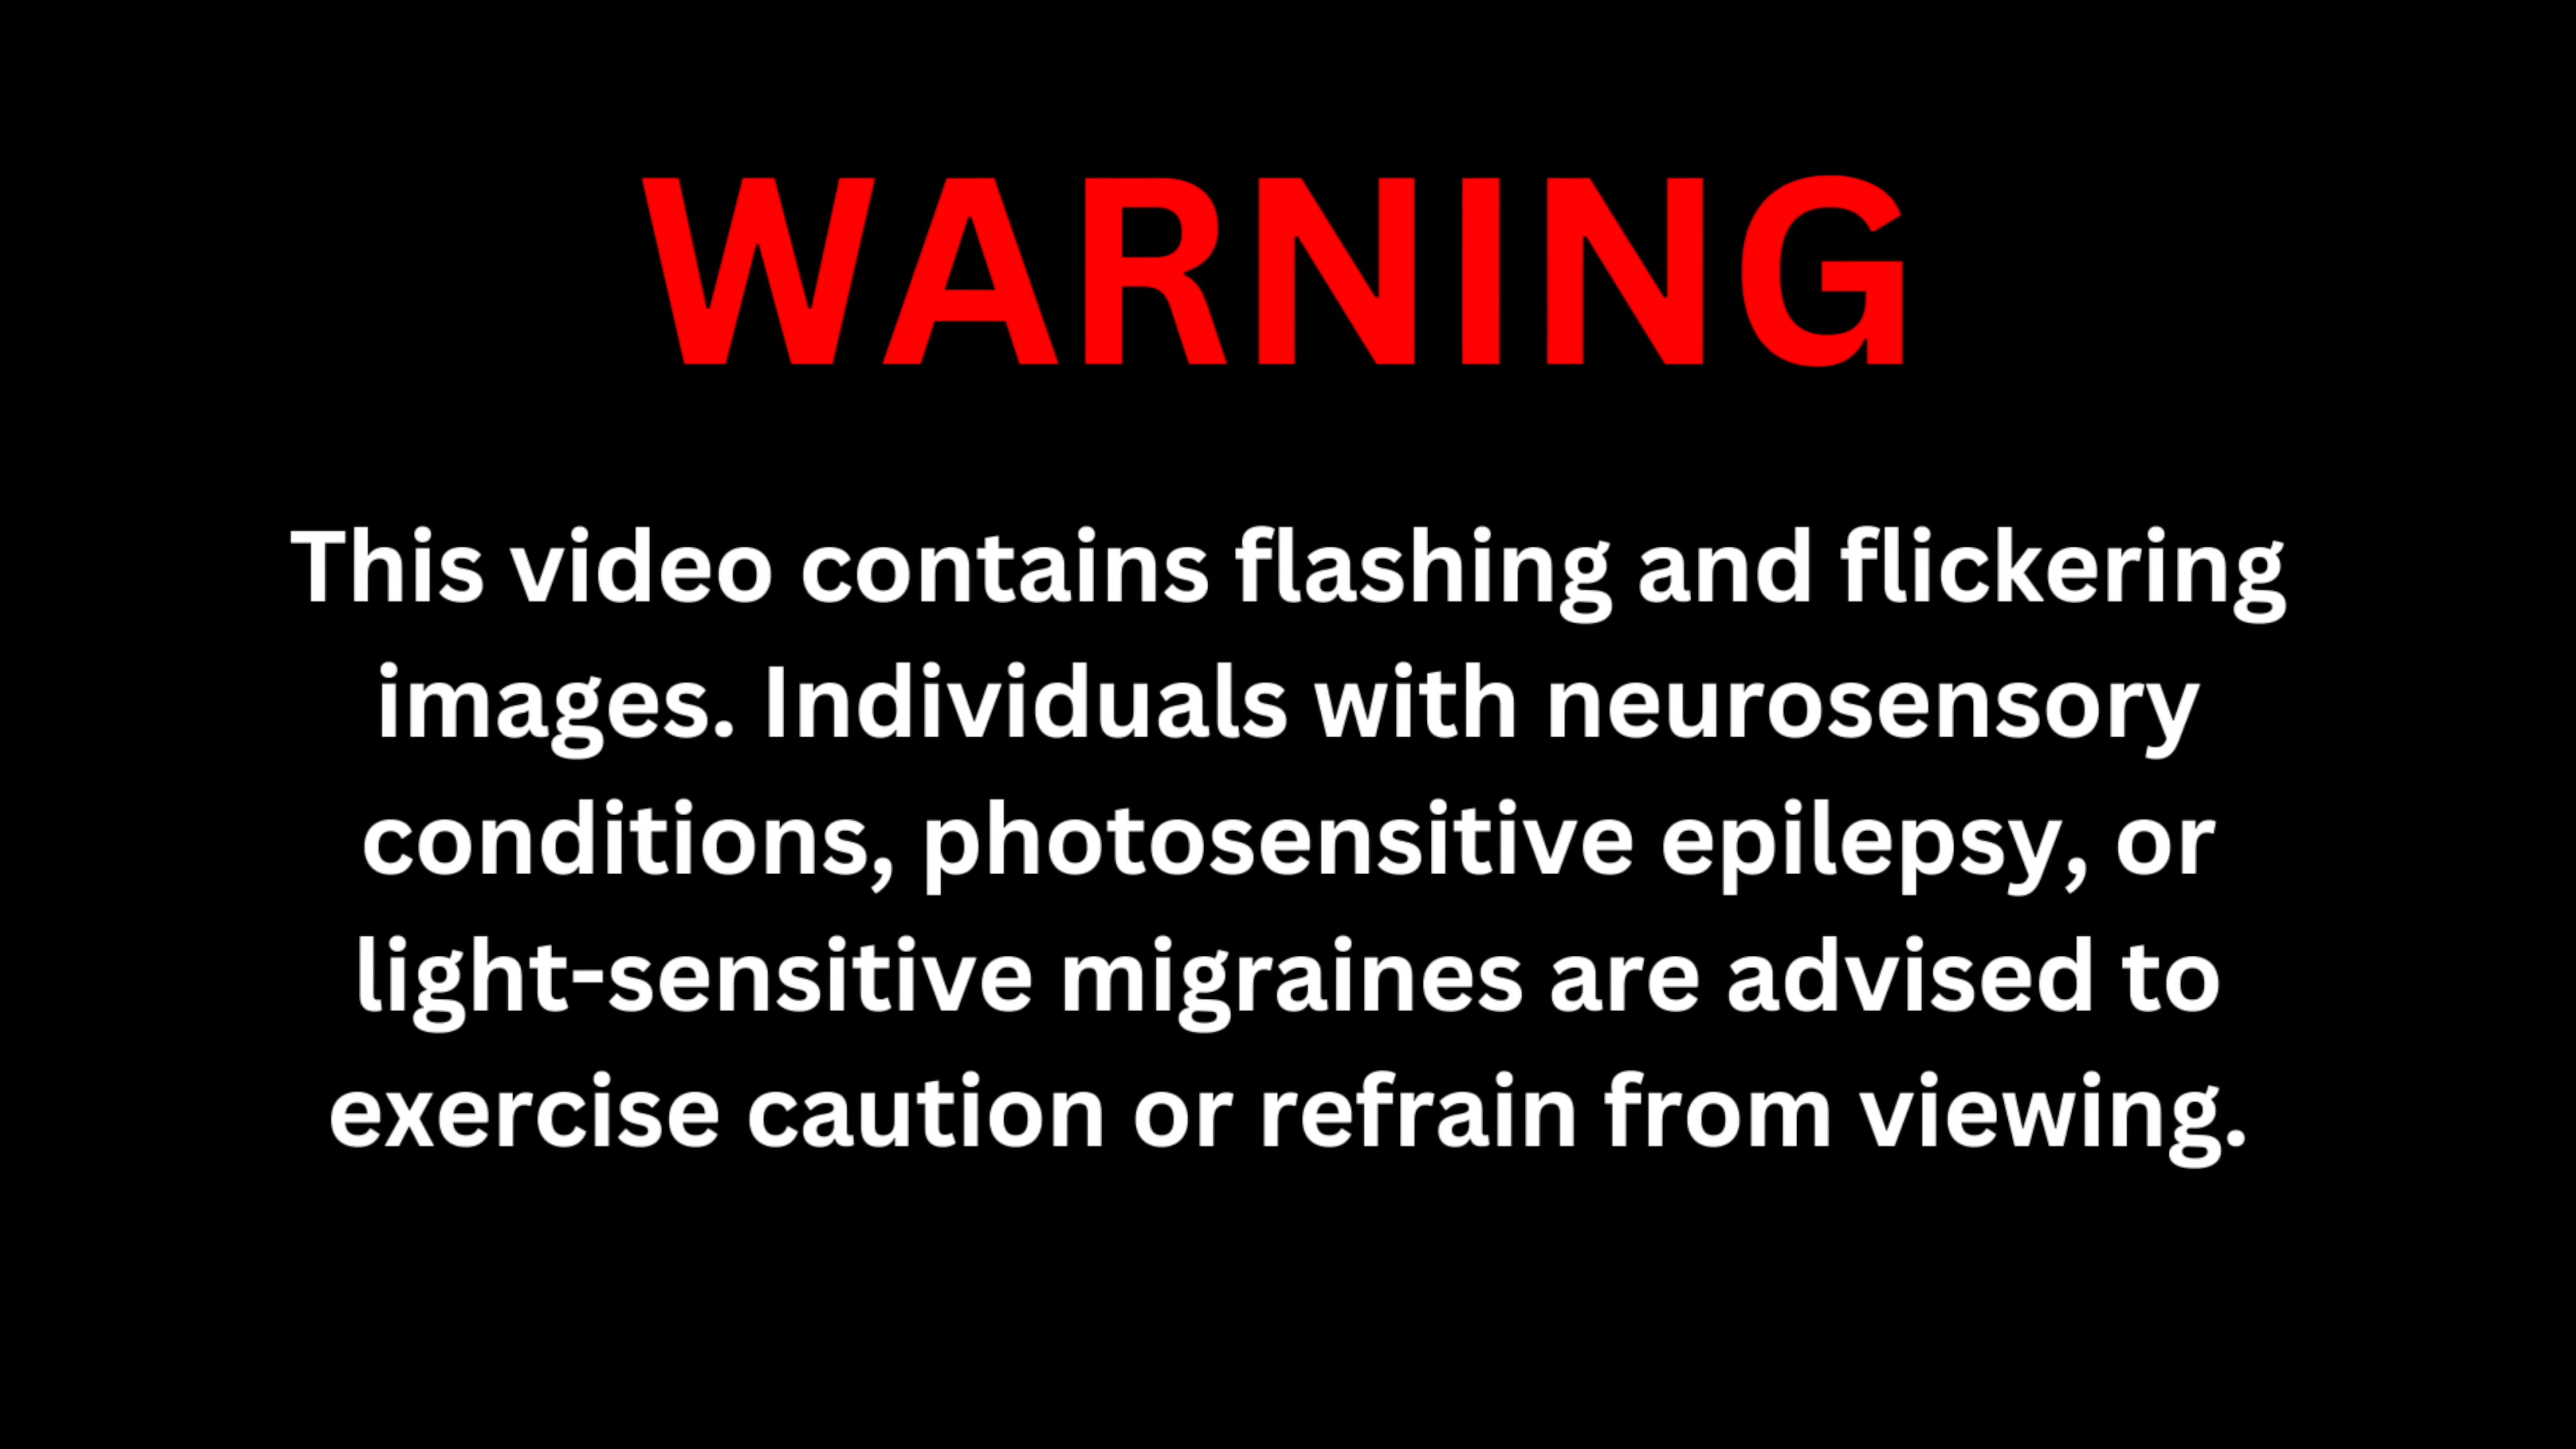 WARNING
This video contains flashing and flickering
images. Individuals with neurosensory
conditions, photosensitive epilepsy, or
light-sensitive migraines are advised to
exercise caution or refrain from viewing.